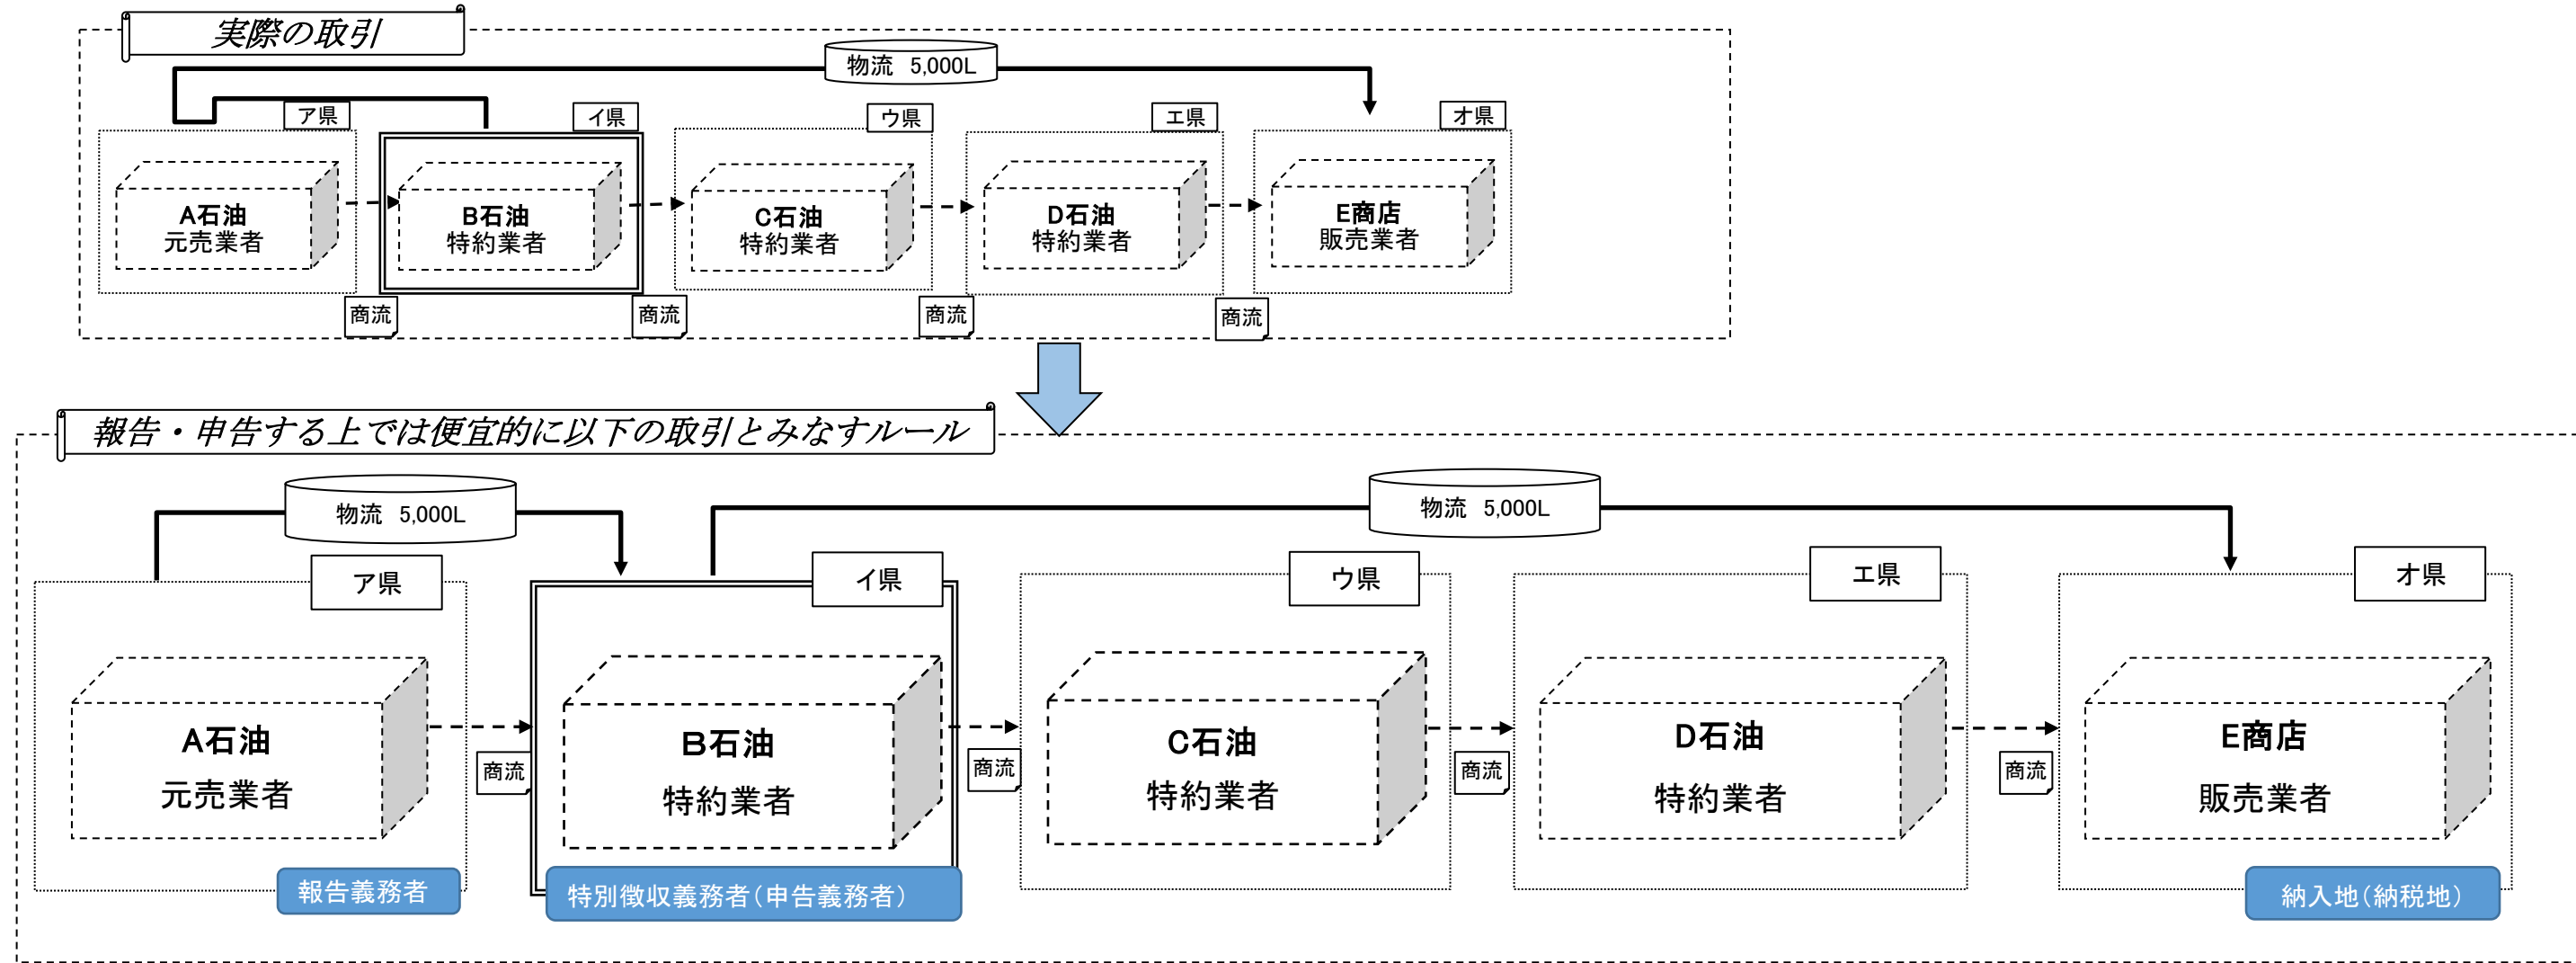 実際の取引
物流 5,000L
ア県
イ県
ウ県
エ県
オ県
A石油
元売業者
B石油
特約業者
C石油
特約業者
D石油
特約業者
E商店
販売業者
商流
商流
商流
商流
報告・申告する上では便宜的に以下の取引とみなすルール
物流 5,000L
物流 5,000L
ア県
イ県
ウ県
エ県
オ県
A石油
元売業者
B石油
特約業者
C石油
特約業者
D石油
特約業者
E商店
販売業者
商流
商流
商流
商流
報告義務者
特別徴収義務者(申告義務者)
納入地(納税地)